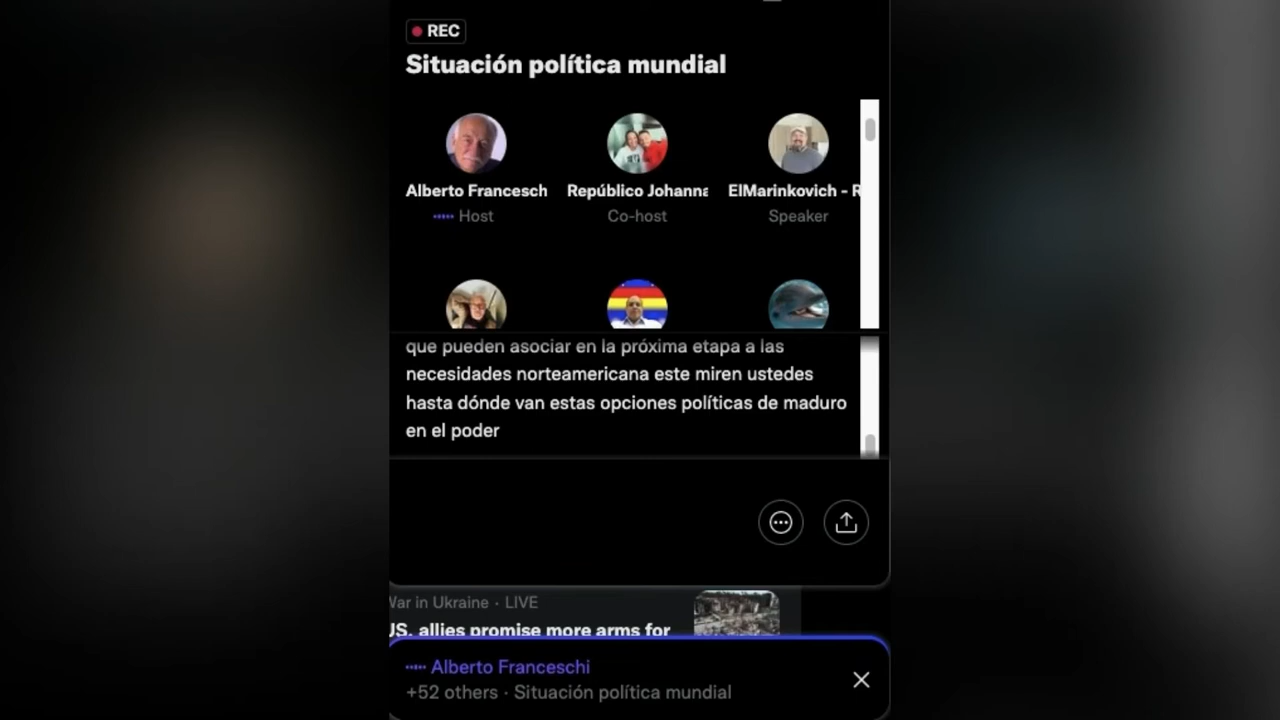 REC
Situación política mundial
Alberto Francesch
Repúblico Johanna
ElMarinkovich - R
Host
Co-host
Speaker
que pueden asociar en la próxima etapa a las
necesidades norteamericana este miren ustedes
hasta dónde van estas opciones políticas de maduro
en el poder
War in Ukraine · LIVE
US, allies promise more arms for
Alberto Franceschi
+52 others · Situación política mundial